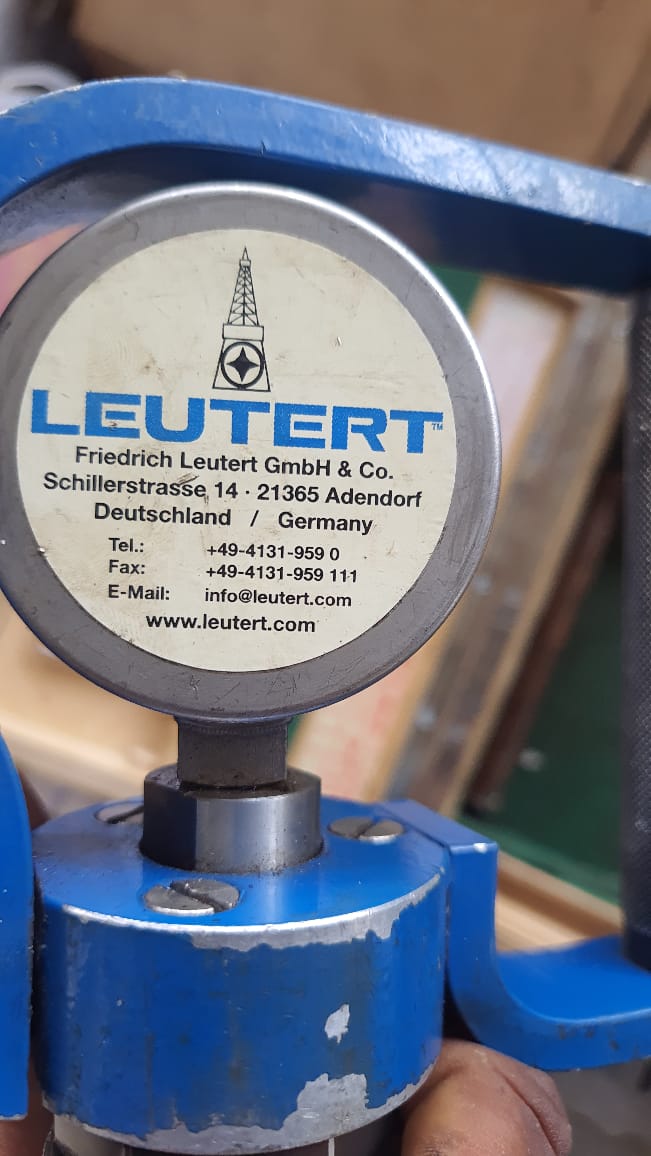 LEUTERT™
Friedrich Leutert GmbH & Co.
Schillerstrasse 14 · 21365 Adendorf
Deutschland / Germany
Tel.: +49-4131-959 0
Fax: +49-4131-959 111
E-Mail: info@leutert.com
www.leutert.com